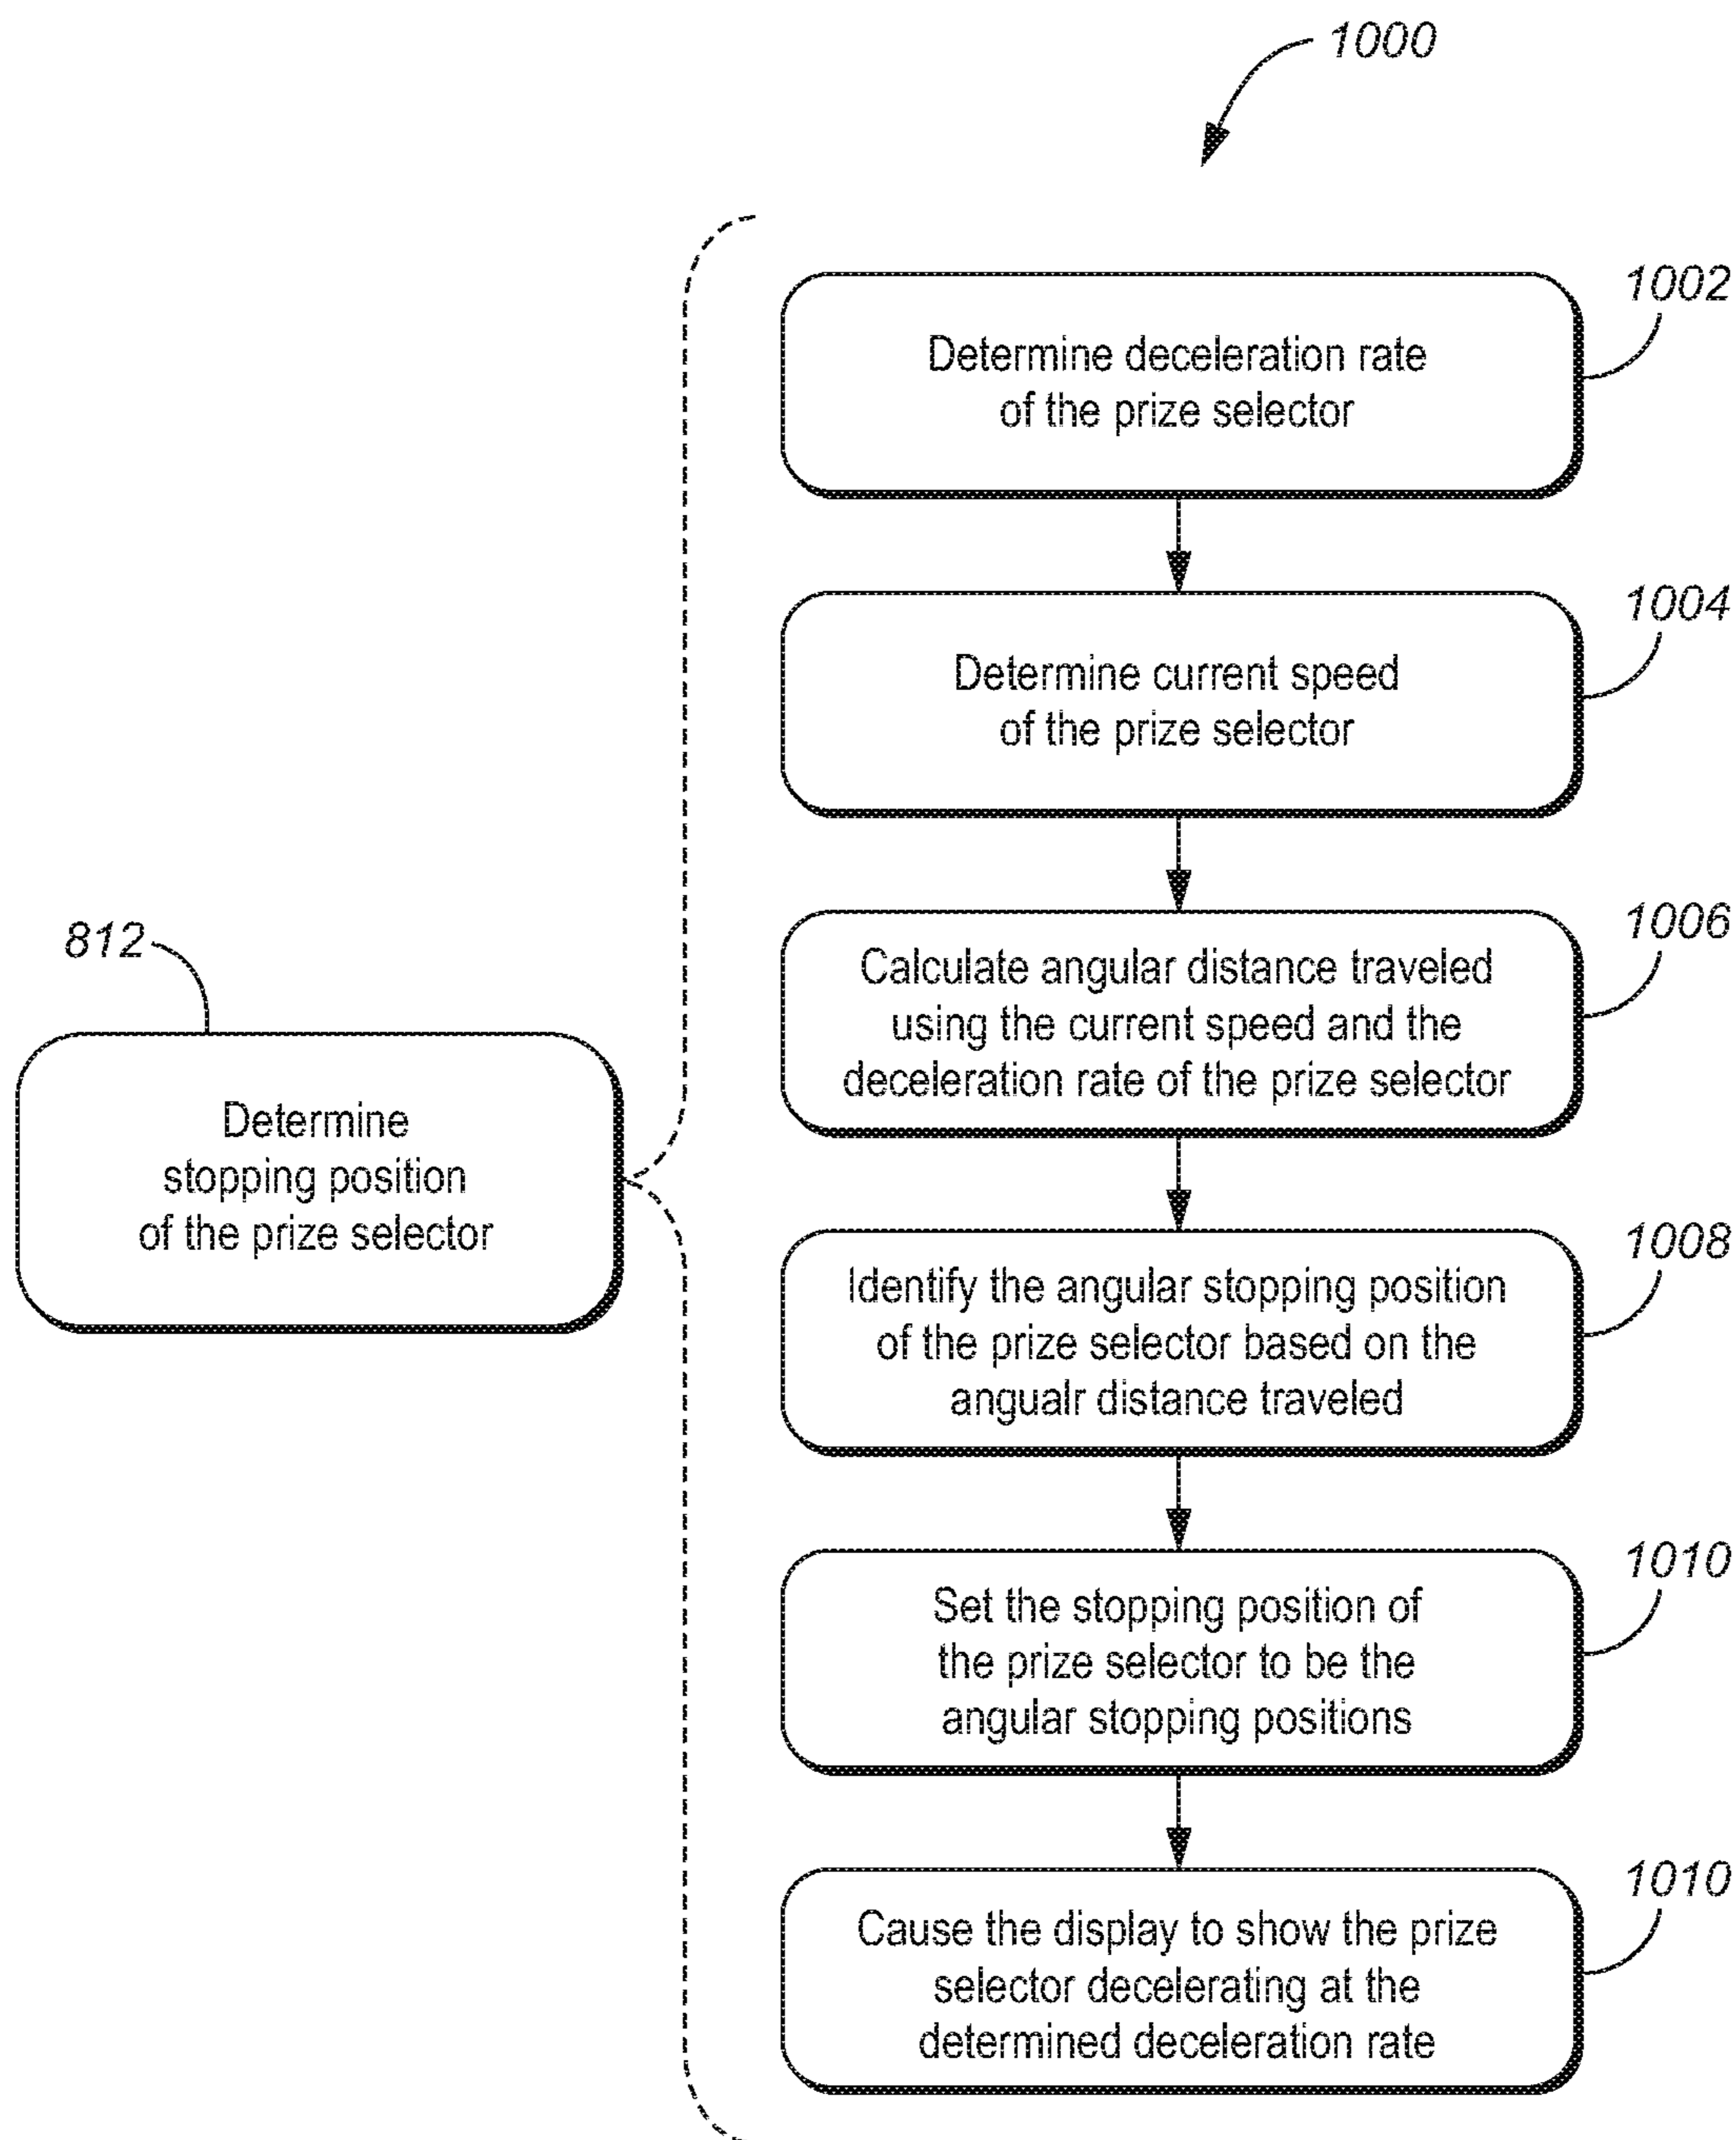 1000
1002
Determine deceleration rate
of the prize selector
1004
Determine current speed
of the prize selector
1006
Calculate angular distance traveled
using the current speed and the
deceleration rate of the prize selector
812
Determine
stopping position
of the prize selector
1008
Identify the angular stopping position
of the prize selector based on the
angualr distance traveled
1010
Set the stopping position of
the prize selector to be the
angular stopping positions
1010
Cause the display to show the prize
selector decelerating at the
determined deceleration rate